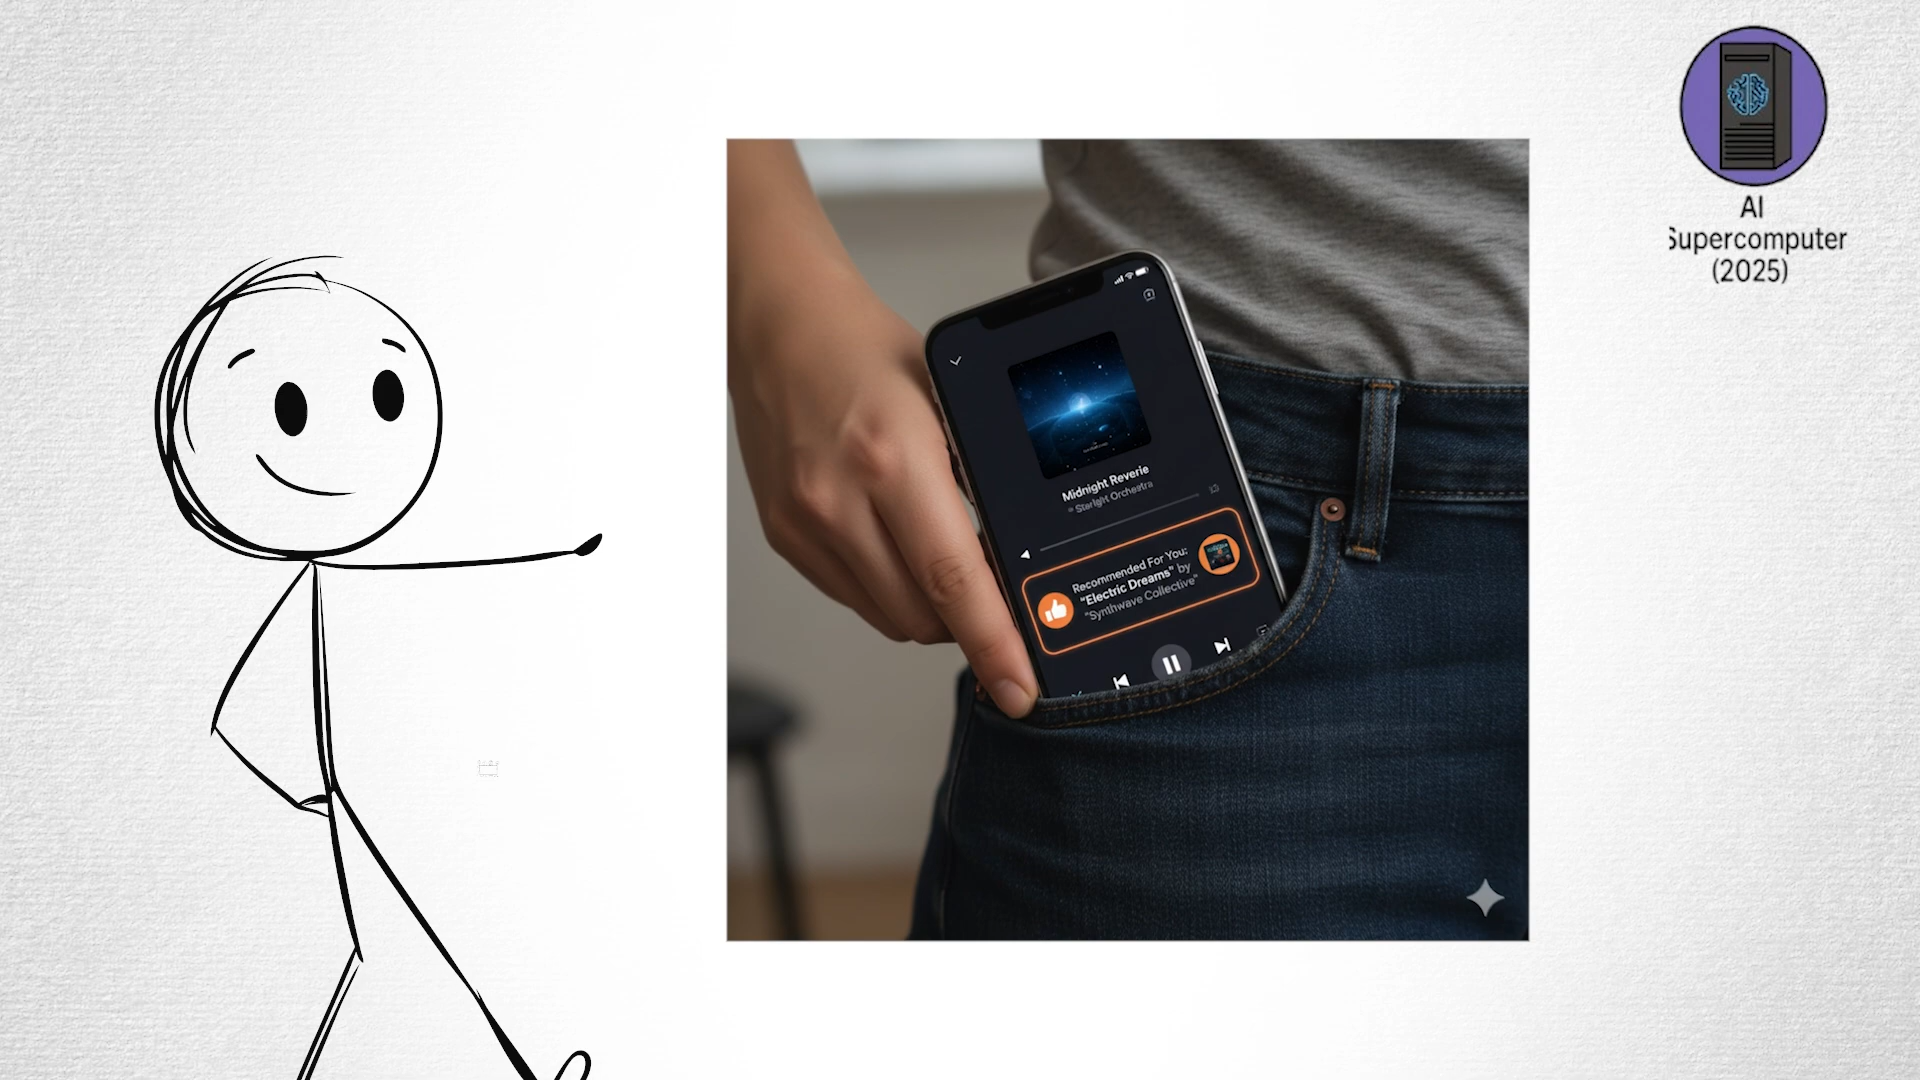 AI
Supercomputer
(2025)
Midnight Reverie
Starlight Orchestra
Recommended For You:
"Electric Dreams" by
"Synthwave Collective"